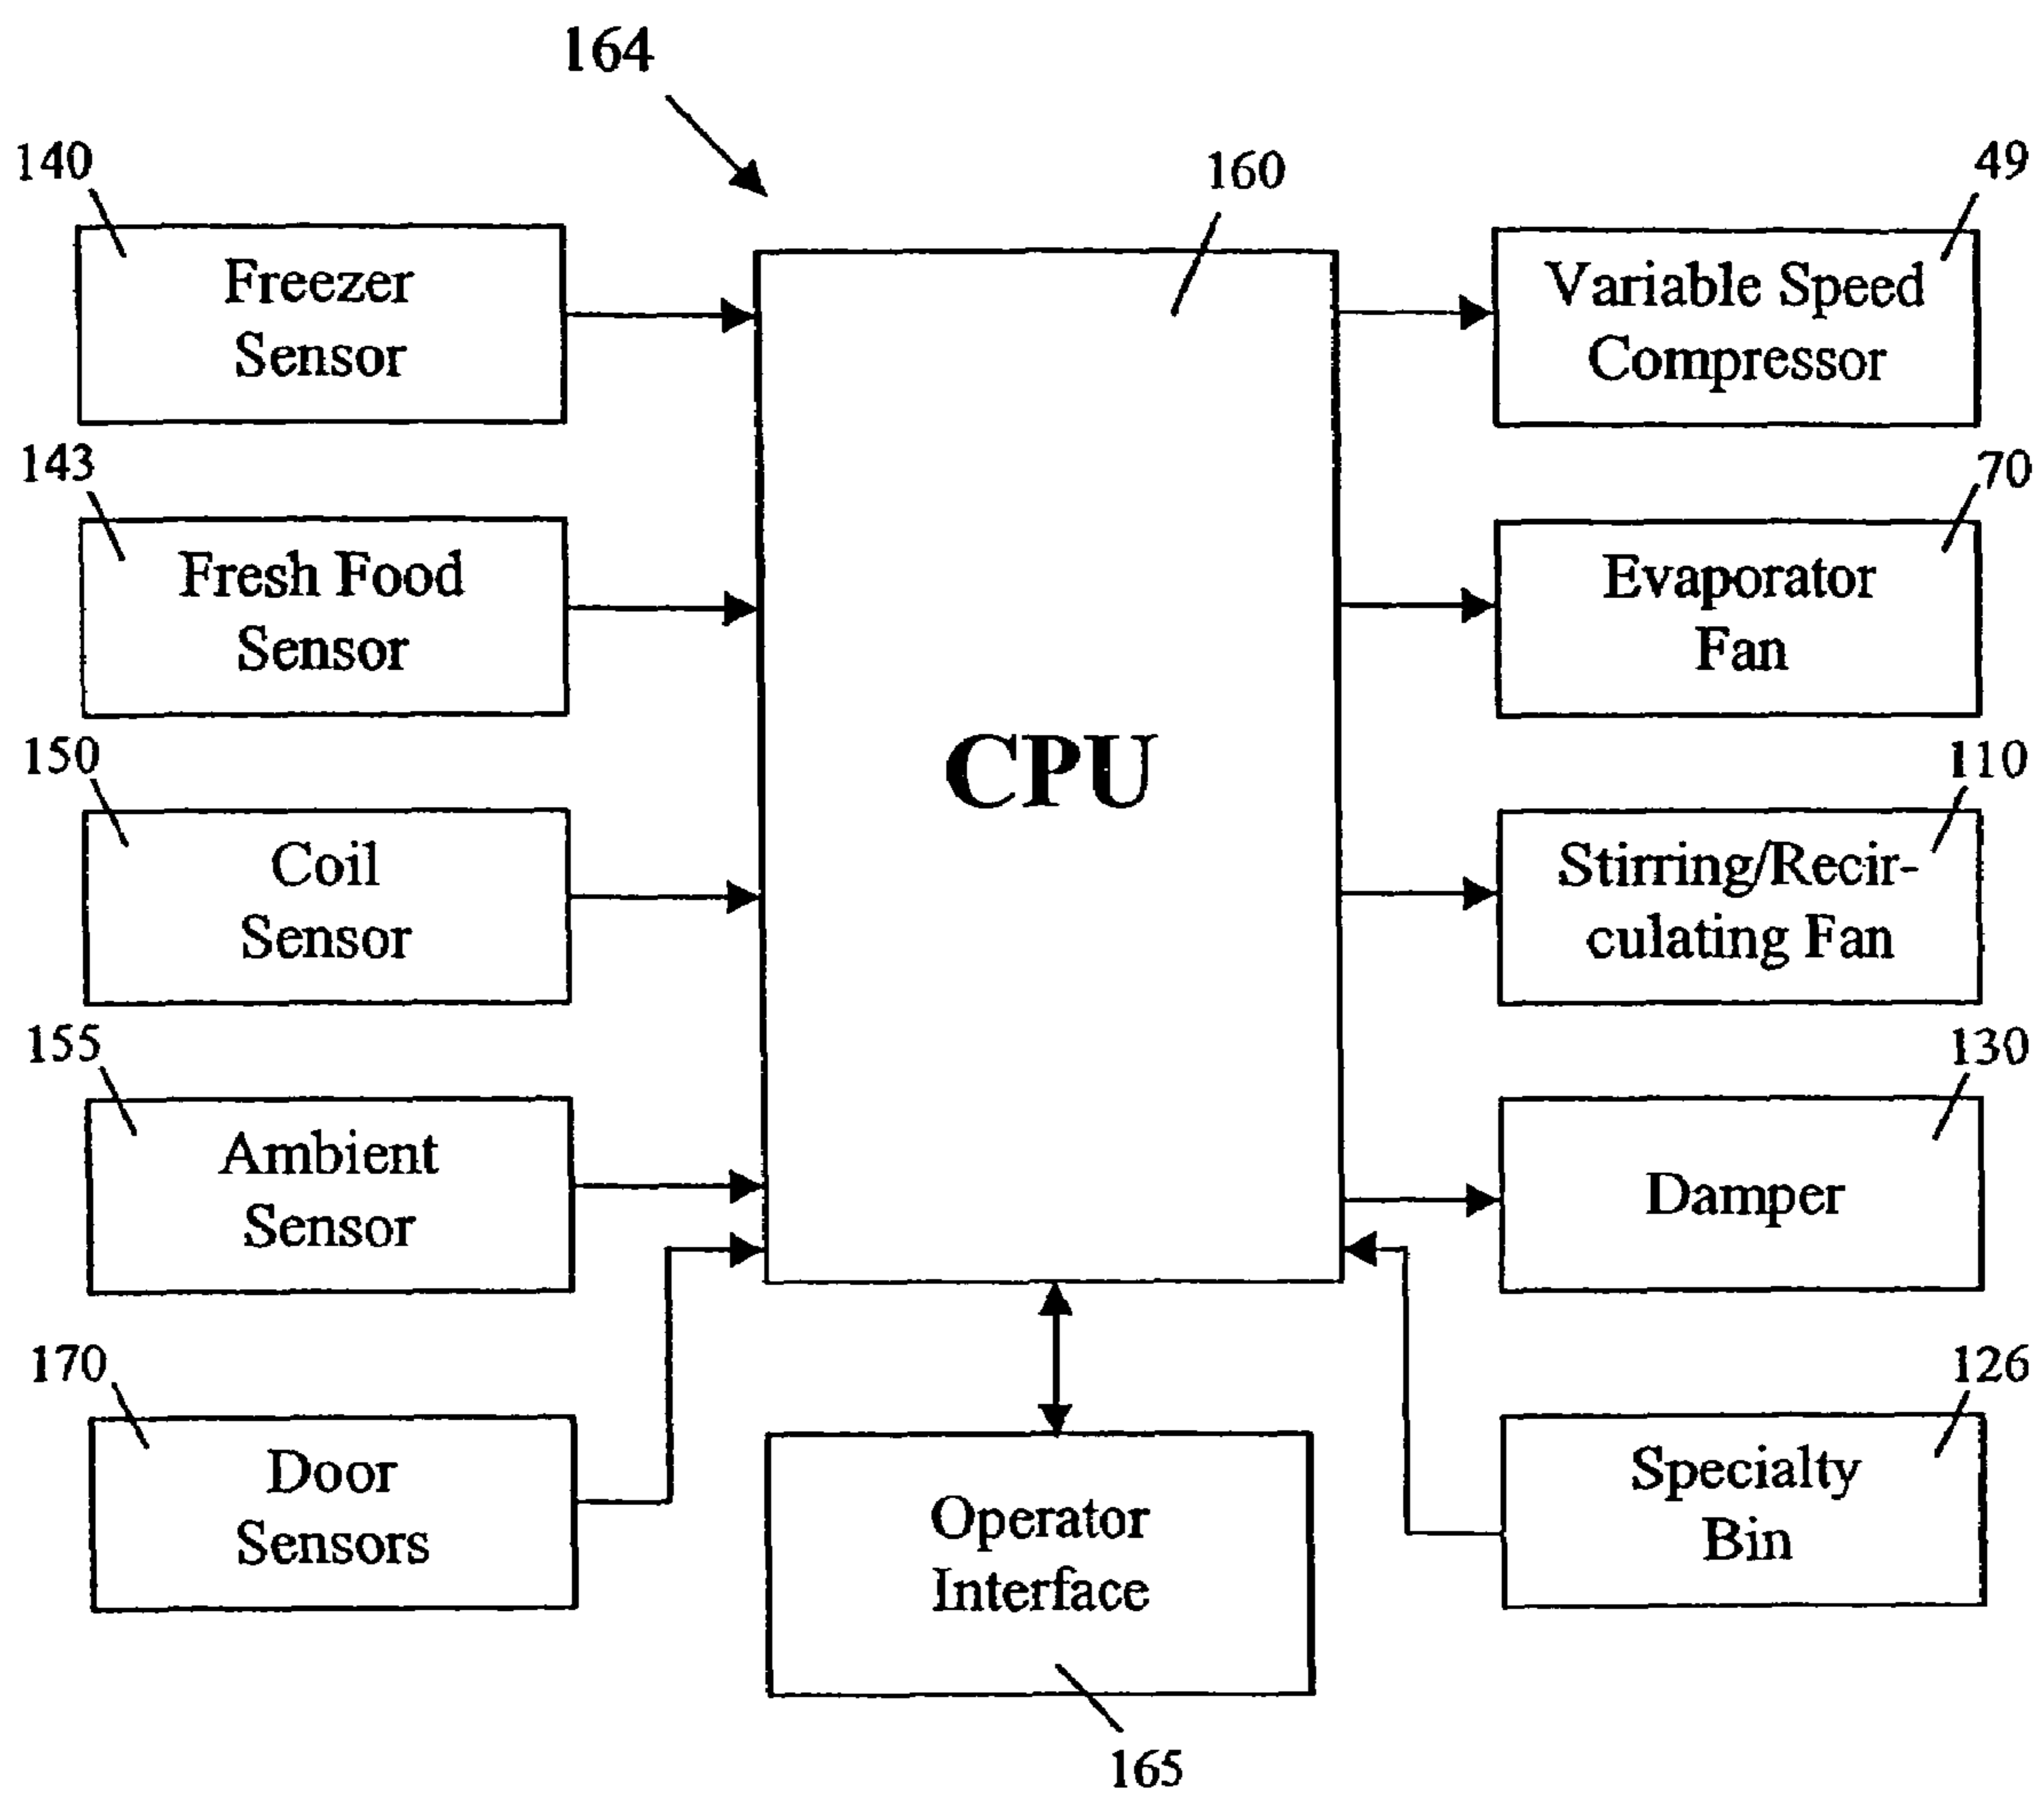 164
140
Freezer
Sensor
143
Fresh Food
Sensor
150
Coil
Sensor
155
Ambient
Sensor
170
Door
Sensors
160
CPU
Operator
Interface
165
49
Variable Speed
Compressor
70
Evaporator
Fan
110
Stirring/Recir-
culating Fan
130
Damper
126
Specialty
Bin